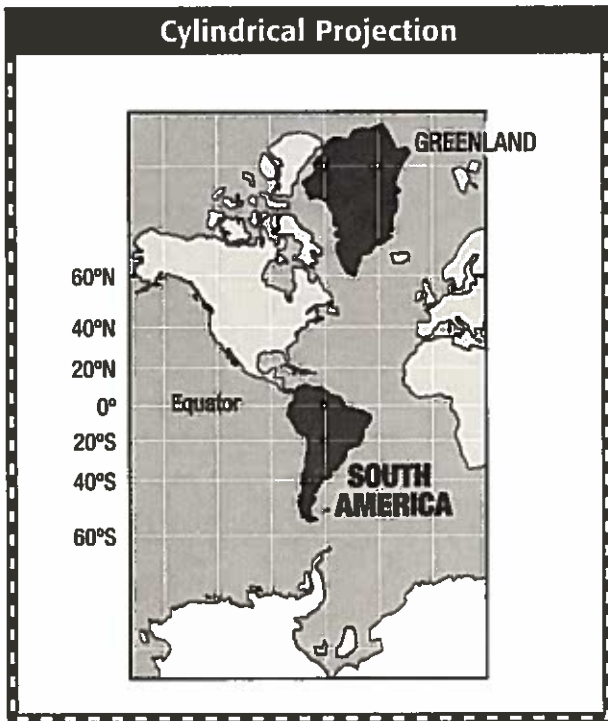 Cylindrical Projection
GREENLAND
60°N
40°N
20°N
0°
Equator
20°S
40°S
SOUTH
AMERICA
60°S